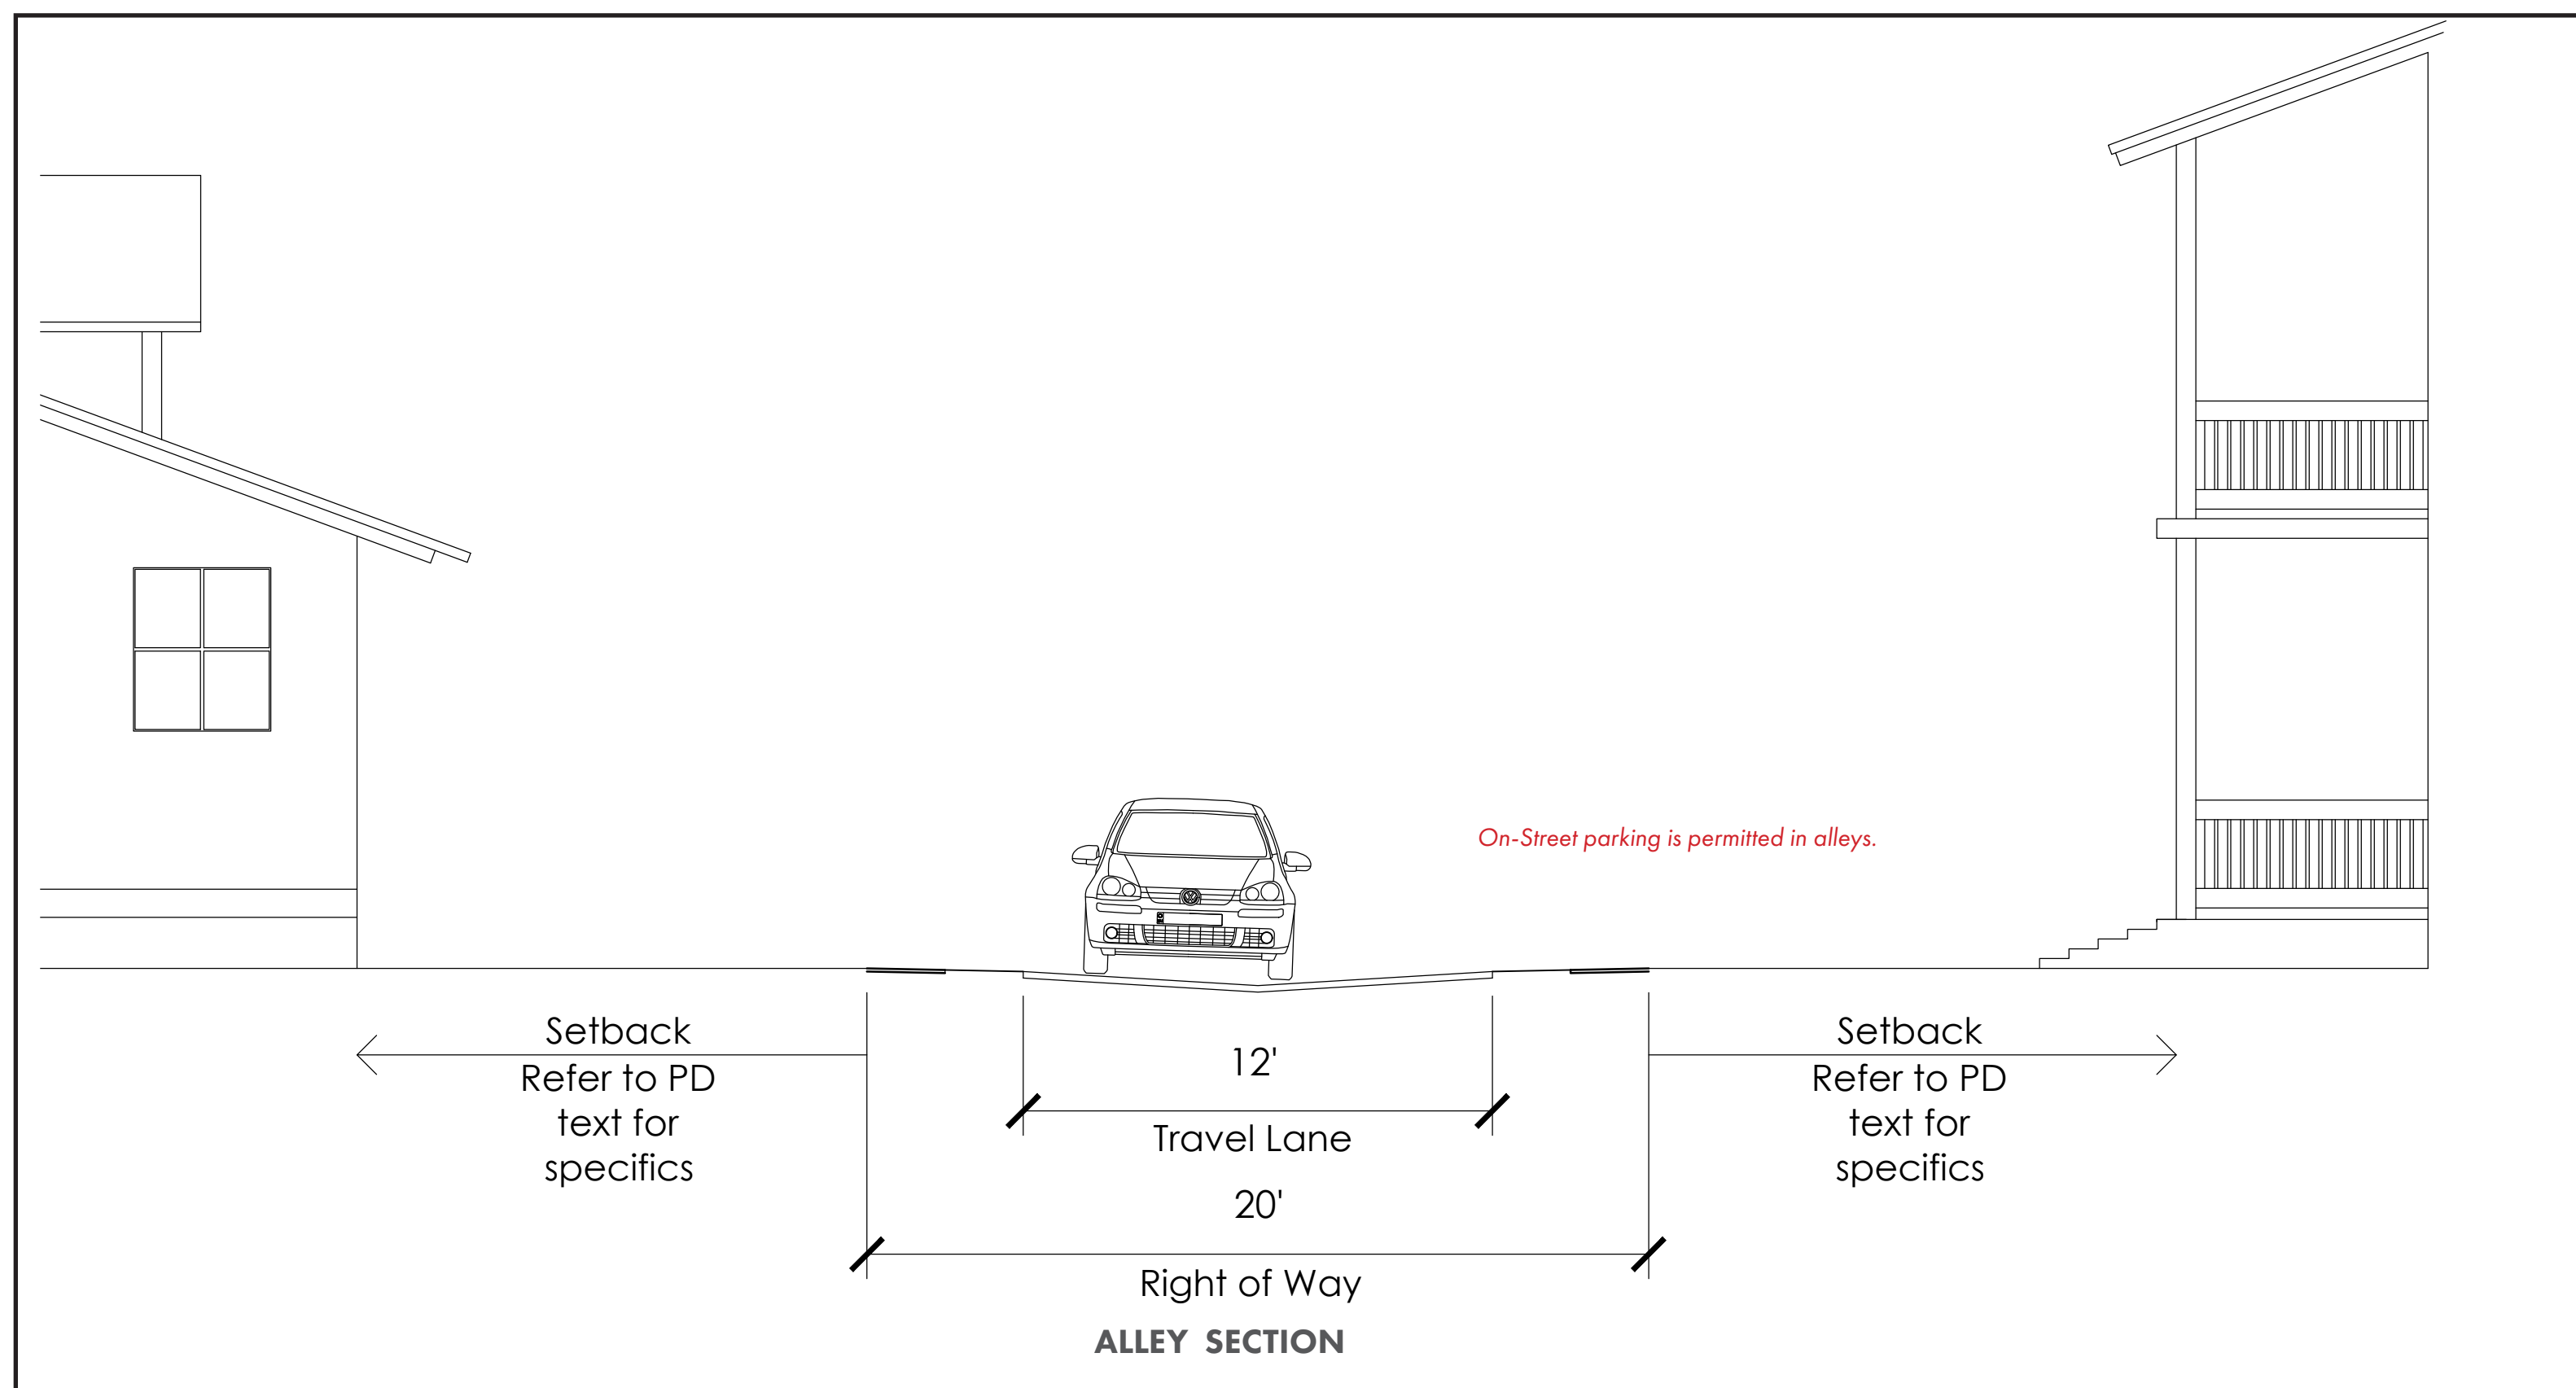 On-Street parking is permitted in alleys.
Setback
Refer to PD
text for
specifics
12'
Travel Lane
20'
Right of Way
Setback
Refer to PD
text for
specifics
ALLEY SECTION